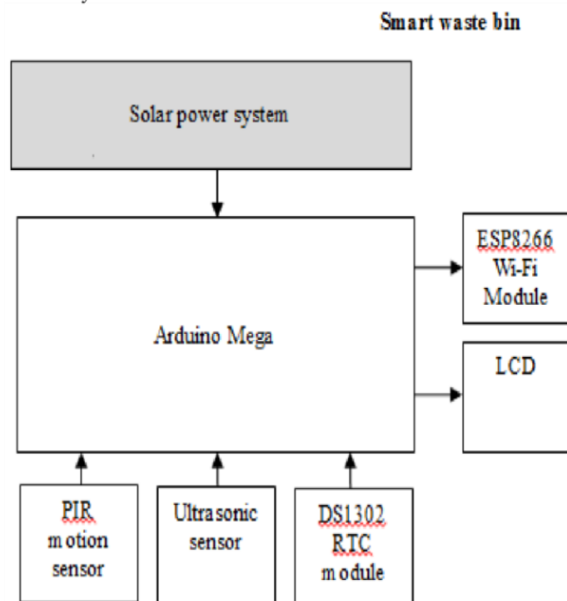 Smart waste bin
Solar power system
Arduino Mega
ESP8266
Wi-Fi
Module
LCD
PIR
motion
sensor
Ultrasonic
sensor
DS1302
RTC
module